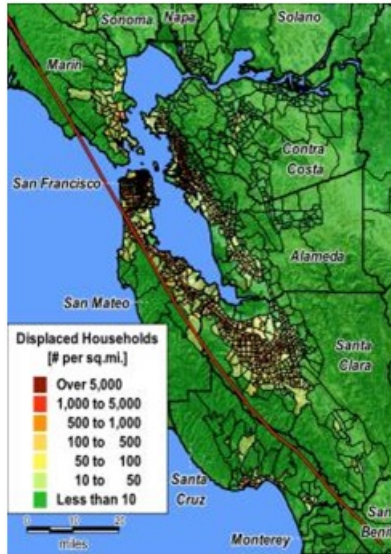 Sonoma
Napa
Solano
Marin
Contra
Costa
San Francisco
Alameda
San Mateo
Displaced Households
[# per sq.mi.]
Over 5,000
1,000 to 5,000
500 to 1,000
100 to 500
50 to 100
10 to 50
Less than 10
Santa
Clara
Santa
Cruz
San
Benit
0 10 20
miles
Monterey